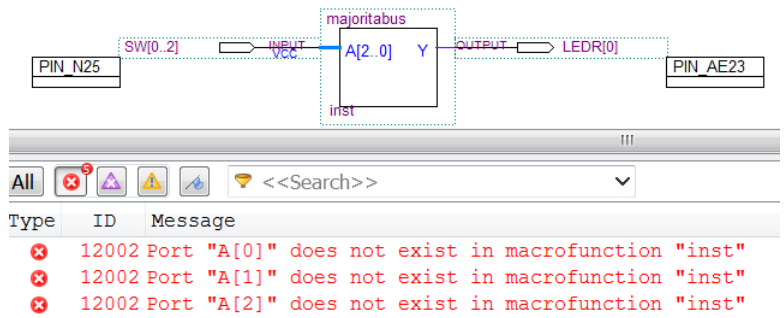 majoritabus
SW[0..2] INPUT VCC A[2..0] Y OUTPUT LEDR[0]
PIN_N25 PIN_AE23
inst
All 5 <<Search>>
Type ID Message
12002 Port "A[0]" does not exist in macrofunction "inst"
12002 Port "A[1]" does not exist in macrofunction "inst"
12002 Port "A[2]" does not exist in macrofunction "inst"